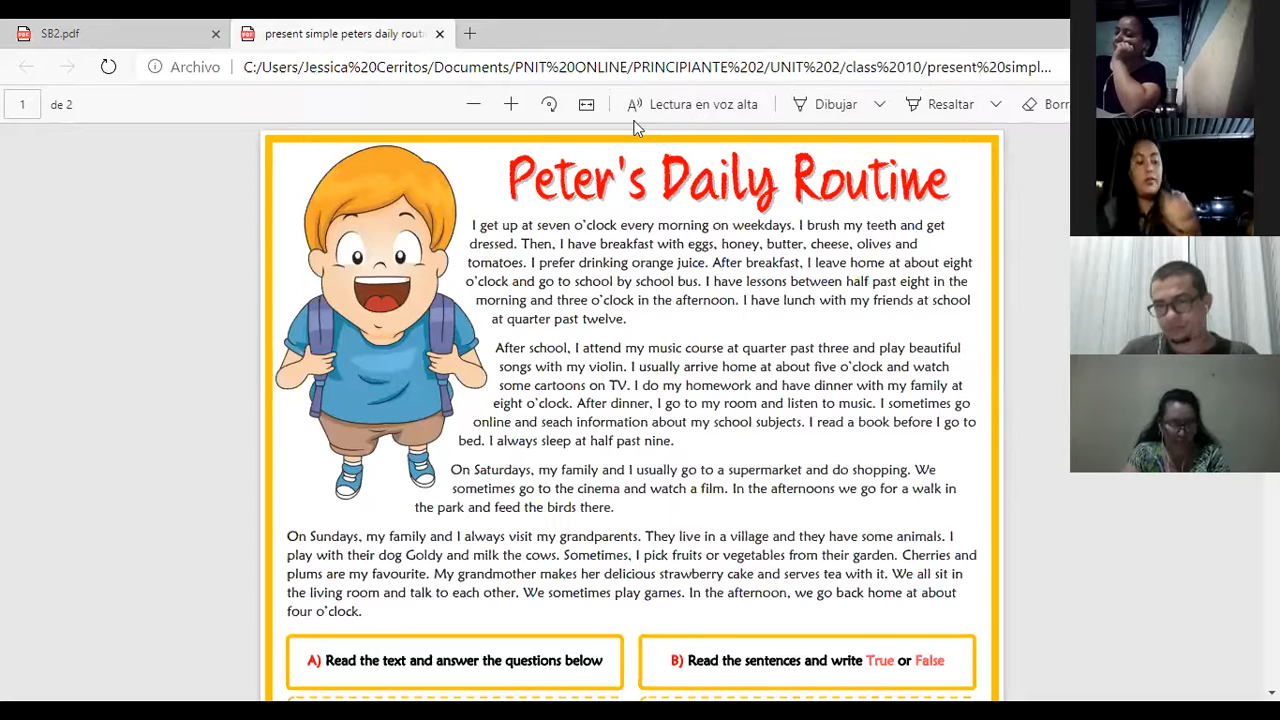 SB2.pdf
present simple peters daily routi
Archivo
C:/Users/Jessica%20Cerritos/Documents/PNIT%20ONLINE/PRINCIPIANTE%202/UNIT%202/class%2010/present%20simpl...
1 de 2
Lectura en voz alta
Dibujar
Resaltar
Borr
Peter's Daily Routine
I get up at seven o'clock every morning on weekdays. I brush my teeth and get
dressed. Then, I have breakfast with eggs, honey, butter, cheese, olives and
tomatoes. I prefer drinking orange juice. After breakfast, I leave home at about eight
o'clock and go to school by school bus. I have lessons between half past eight in the
morning and three o'clock in the afternoon. I have lunch with my friends at school
at quarter past twelve.
After school, I attend my music course at quarter past three and play beautiful
songs with my violin. I usually arrive home at about five o'clock and watch
some cartoons on TV. I do my homework and have dinner with my family at
eight o'clock. After dinner, I go to my room and listen to music. I sometimes go
online and seach information about my school subjects. I read a book before I go to
bed. I always sleep at half past nine.
On Saturdays, my family and I usually go to a supermarket and do shopping. We
sometimes go to the cinema and watch a film. In the afternoons we go for a walk in
the park and feed the birds there.
On Sundays, my family and I always visit my grandparents. They live in a village and they have some animals. I
play with their dog Goldy and milk the cows. Sometimes, I pick fruits or vegetables from their garden. Cherries and
plums are my favourite. My grandmother makes her delicious strawberry cake and serves tea with it. We all sit in
the living room and talk to each other. We sometimes play games. In the afternoon, we go back home at about
four o'clock.
A) Read the text and answer the questions below
B) Read the sentences and write True or False